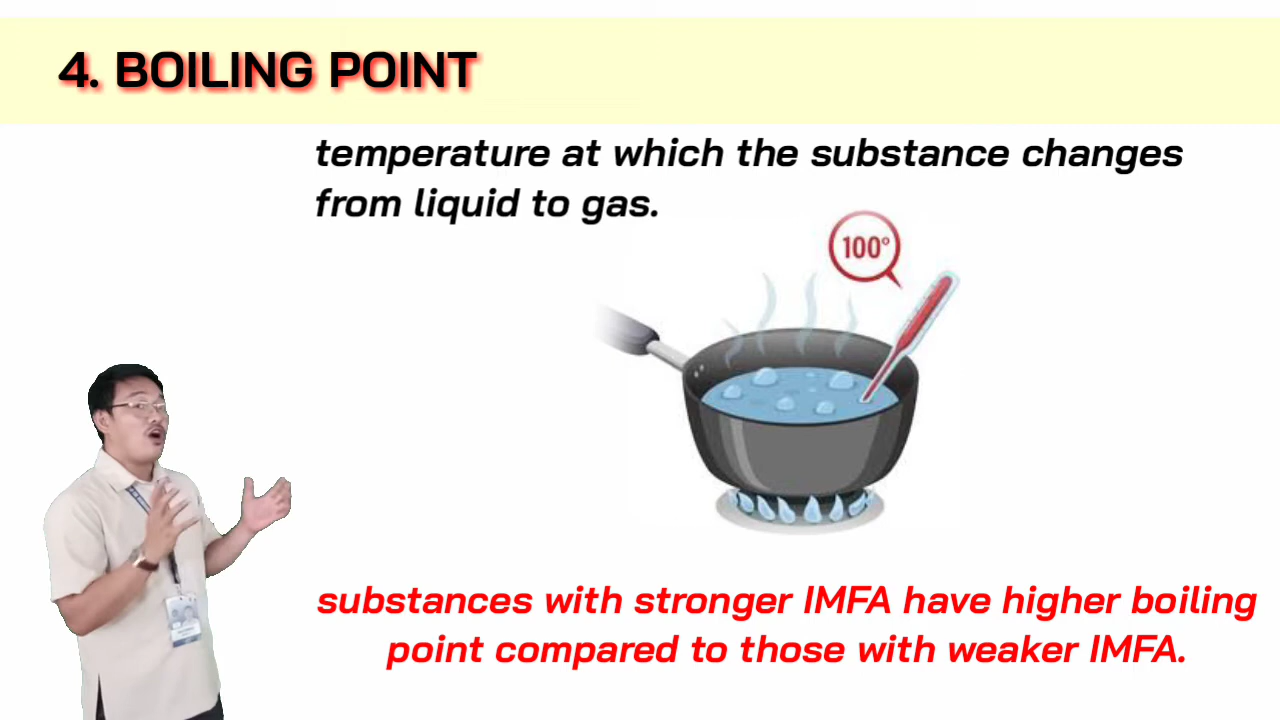 4. BOILING POINT
temperature at which the substance changes
from liquid to gas.
100°
substances with stronger IMFA have higher boiling
point compared to those with weaker IMFA.